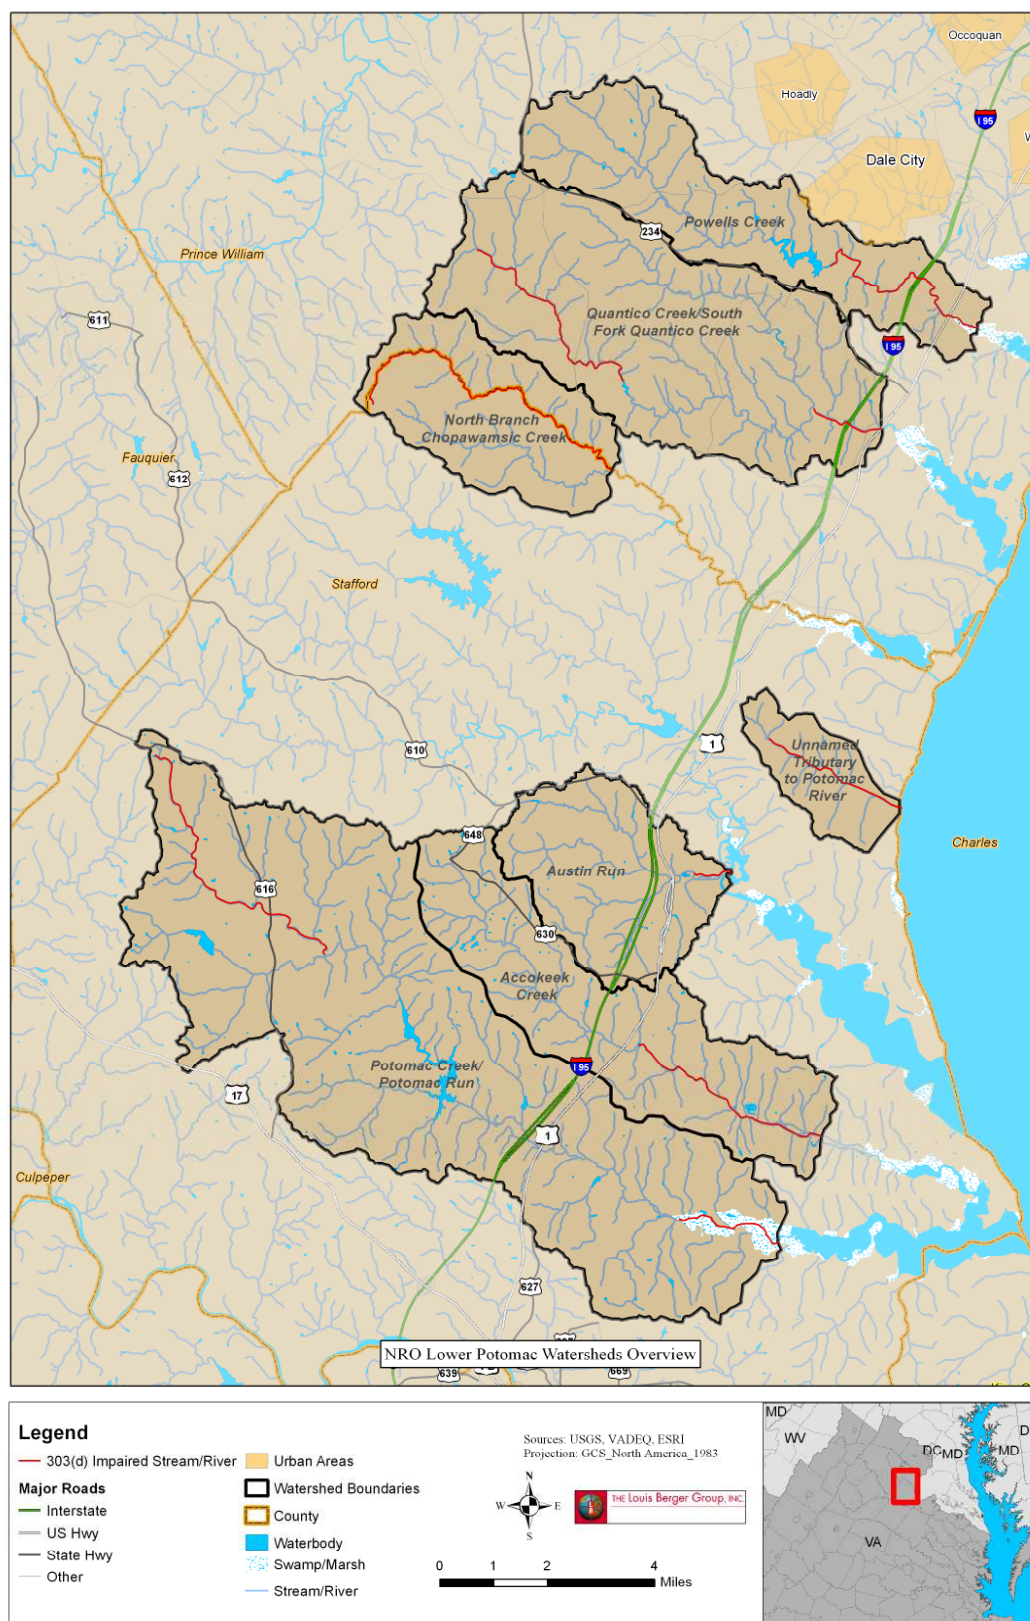 Occoquan
Hoadly
I 95
Dale City
Powells Creek
234
Prince William
611
Quantico Creek/South
Fork Quantico Creek
I 95
North Branch
Chopawamsic Creek
Fauquier
612
Stafford
610
1
Unnamed
Tributary
to Potomac
River
648
Charles
Austin Run
616
630
Accokeek
Creek
I 95
Potomac Creek/
Potomac Run
17
1
Culpeper
627
NRO Lower Potomac Watersheds Overview
639
669
Legend
303(d) Impaired Stream/River
Major Roads
Interstate
US Hwy
State Hwy
Other
Urban Areas
Watershed Boundaries
County
Waterbody
Swamp/Marsh
Stream/River
Sources: USGS, VADEQ, ESRI
Projection: GCS_North America_1983
N
W E
S
THE Louis Berger Group, INC.
0 1 2 4
Miles
MD
WV
DC MD
MD
D
VA